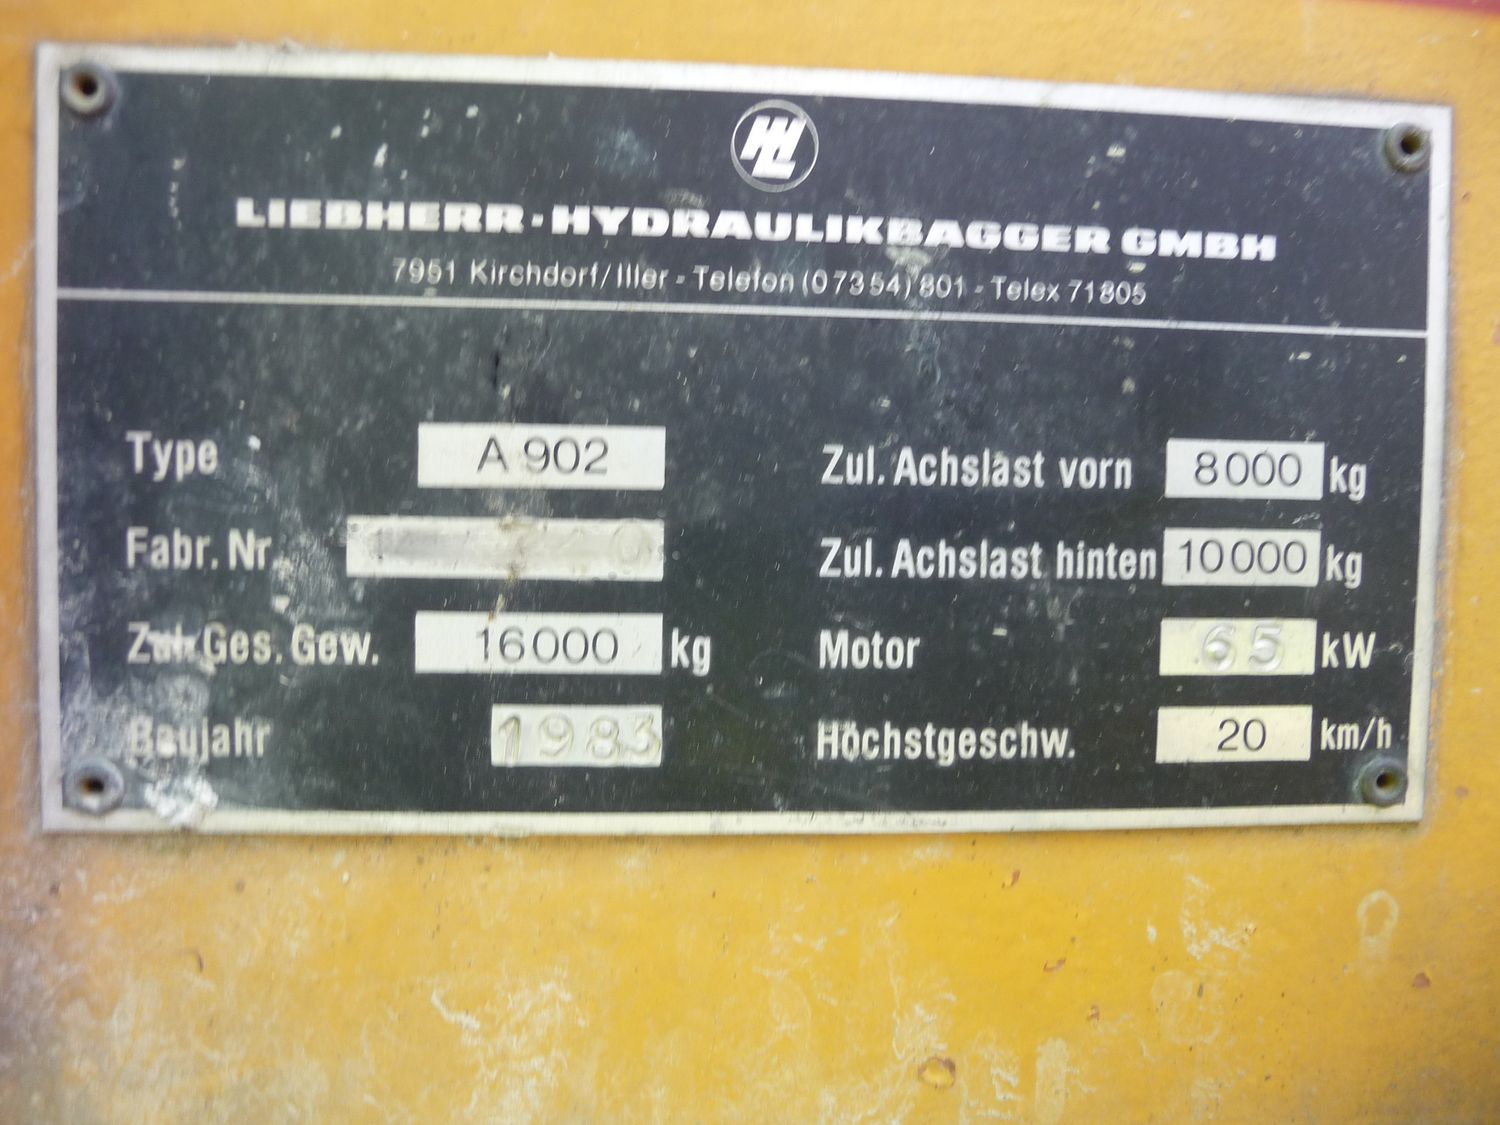 LIEBHERR-HYDRAULIKBAGGER GMBH
7951 Kirchdorf/Iller - Telefon (07354) 801 - Telex 71805
Type A 902
Fabr. Nr.
Zul. Ges. Gew. 16000 kg
Baujahr 1983
Zul. Achslast vorn 8000 kg
Zul. Achslast hinten 10000 kg
Motor 65 kW
Höchstgeschw. 20 km/h